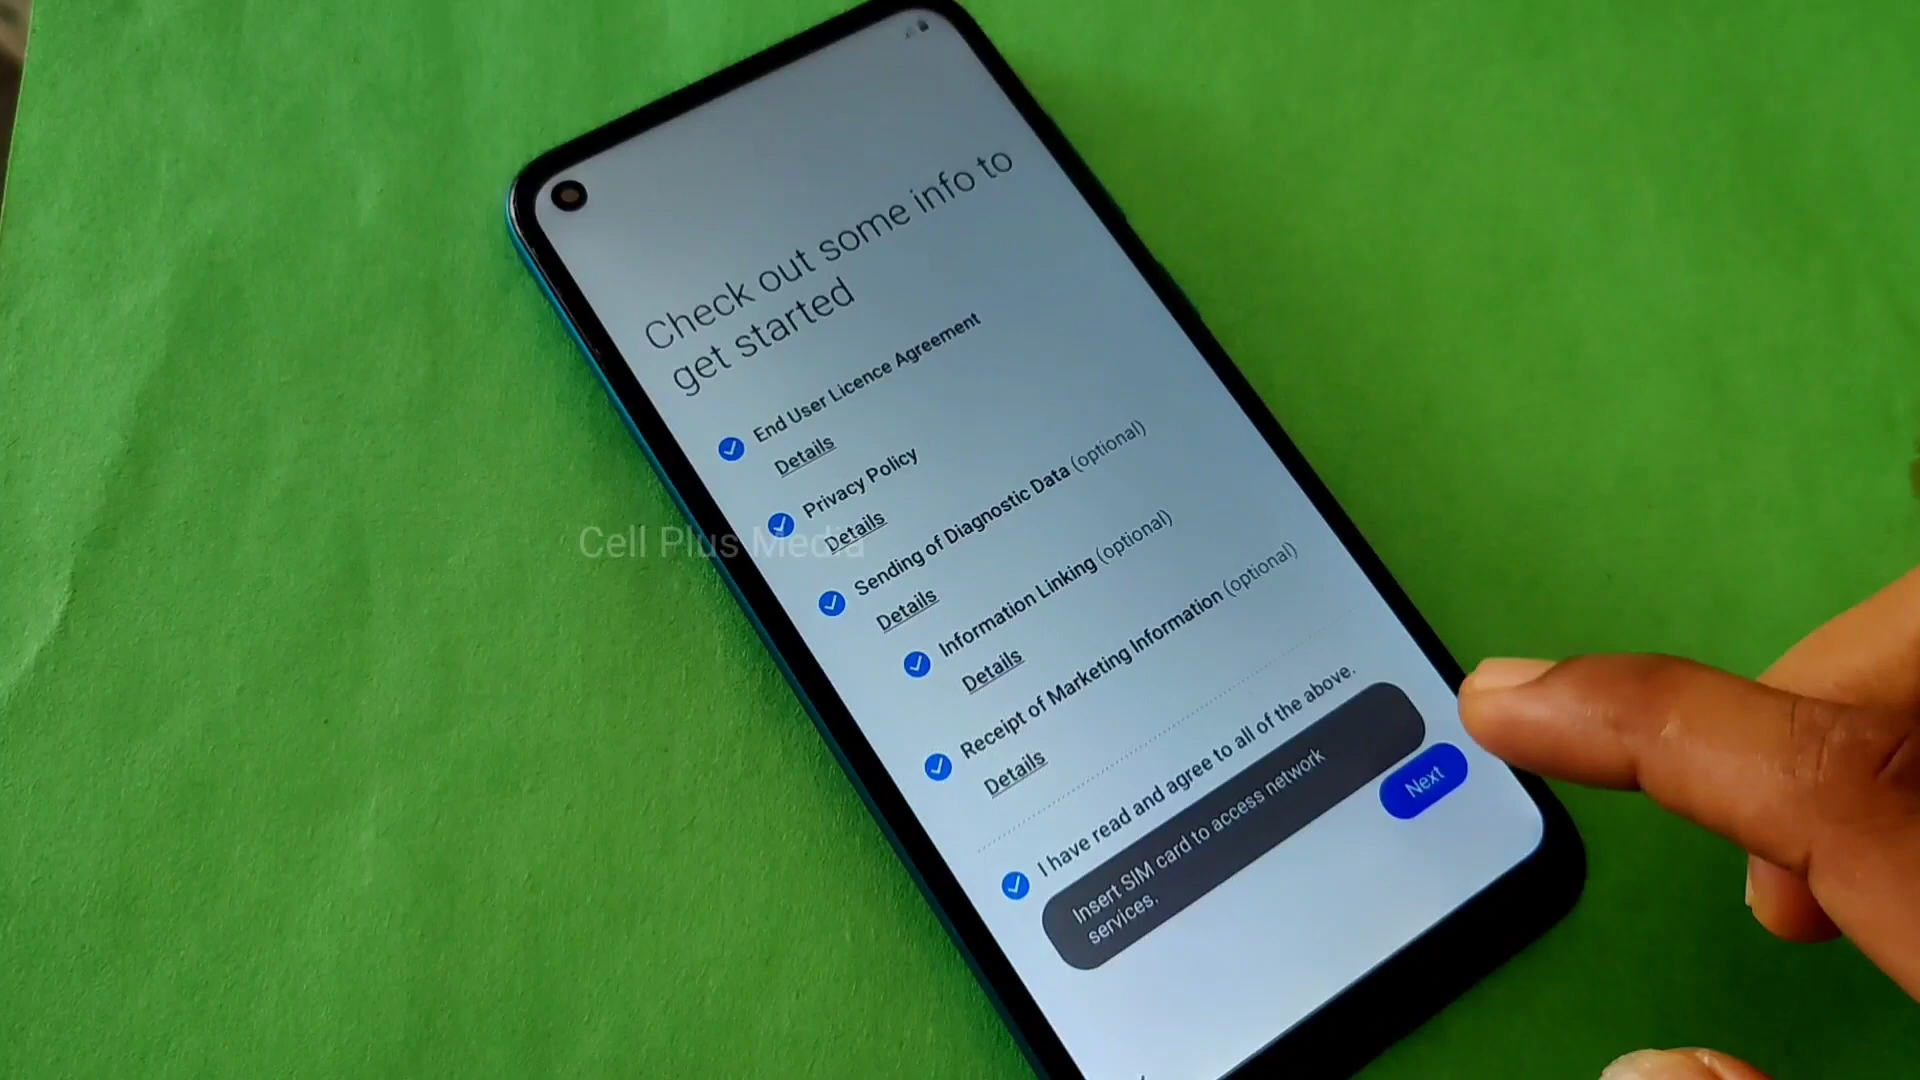 Check out some info to
get started
End User Licence Agreement
Details
Privacy Policy
Details
Sending of Diagnostic Data (optional)
Details
Information Linking (optional)
Details
Receipt of Marketing Information (optional)
Details
I have read and agree to all of the above.
Insert SIM card to access network
services.
Next
Cell Plus Media